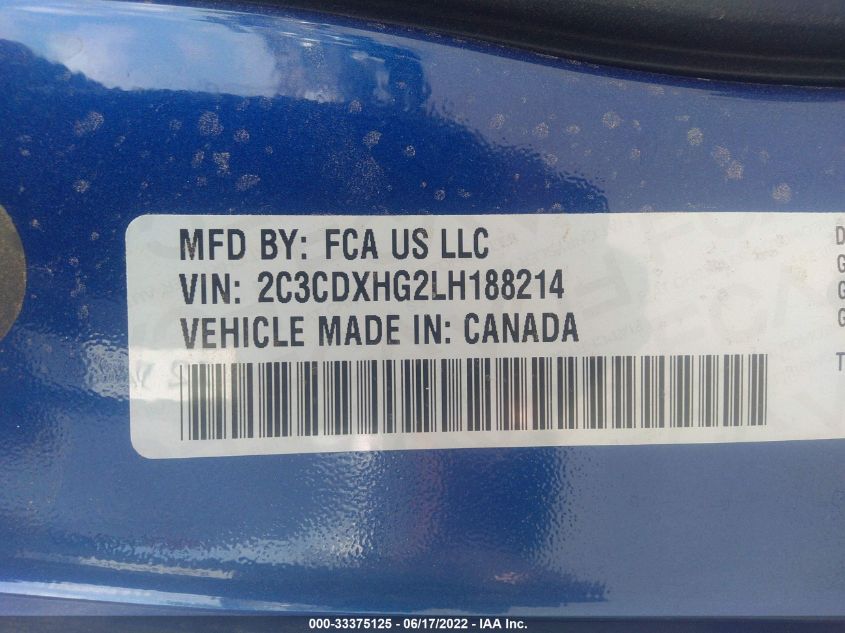 MFD BY: FCA US LLC
VIN: 2C3CDXHG2LH188214
VEHICLE MADE IN: CANADA
D
G
G
G
T
000-33375125 - 06/17/2022 - IAA Inc.